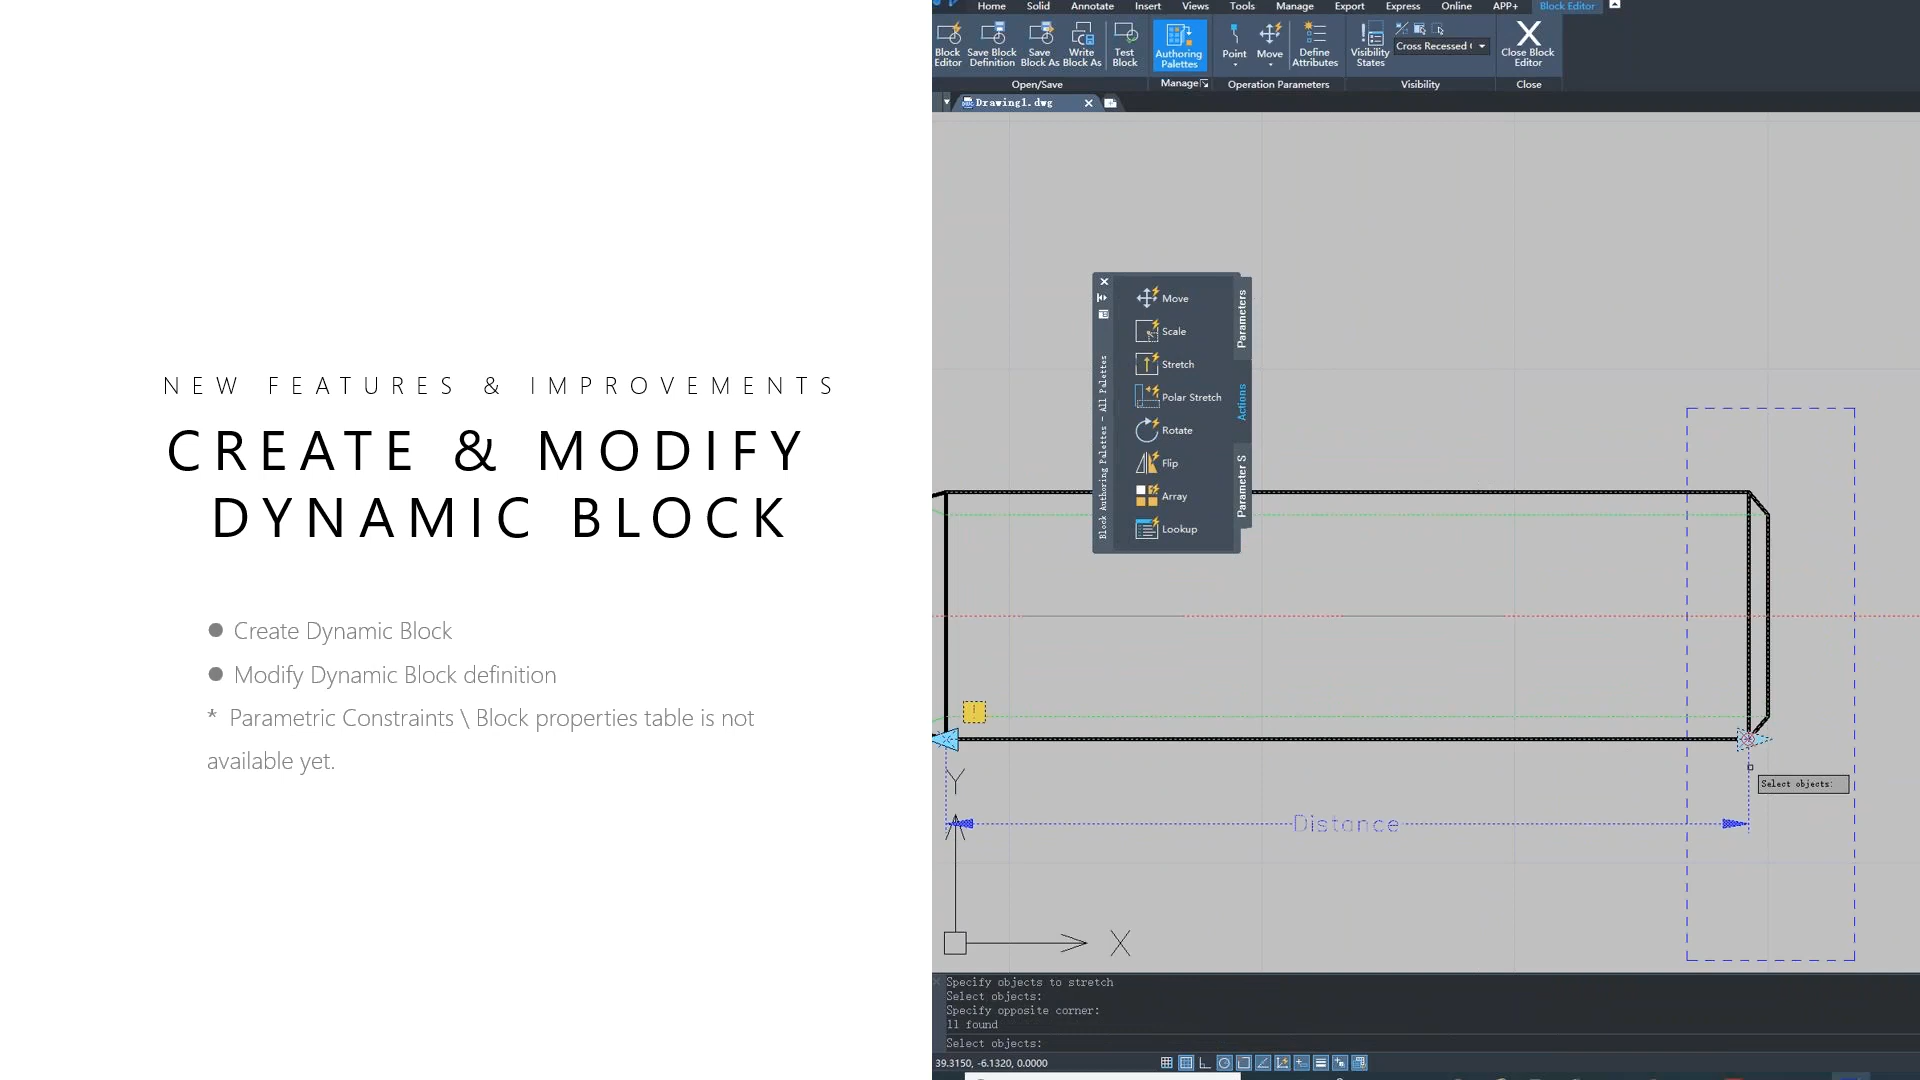 NEW FEATURES & IMPROVEMENTS
CREATE & MODIFY
DYNAMIC BLOCK
● Create Dynamic Block
● Modify Dynamic Block definition
* Parametric Constraints \ Block properties table is not
available yet.
Home Solid Annotate Insert Views Tools Manage Export Express Online APP+ Block Editor
Block Editor
Save Block Definition
Save Block As
Write Block As
Test Block
Authoring Palettes
Point
Move
Define Attributes
Visibility States
Cross Recessed
Close Block Editor
Open/Save Manage Operation Parameters Visibility Close
Drawing1.dwg
Move
Scale
Stretch
Polar Stretch
Rotate
Flip
Array
Lookup
Parameters
Actions
Parameter S
Block Authoring Palettes - All Palettes
Select objects:
Distance
Y
X
Specify objects to stretch
Select objects:
Specify opposite corner:
11 found
Select objects:
39.3150, -6.1320, 0.0000